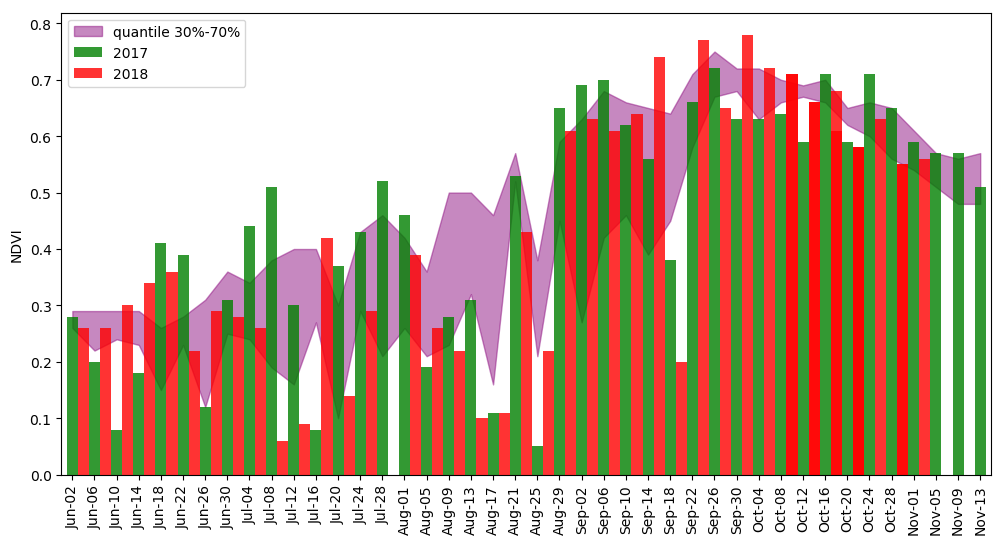 quantile 30%-70%
2017
2018
NDVI
0.8
0.7
0.6
0.5
0.4
0.3
0.2
0.1
0.0
Jun-02
Jun-06
Jun-10
Jun-14
Jun-18
Jun-22
Jun-26
Jun-30
Jul-04
Jul-08
Jul-12
Jul-16
Jul-20
Jul-24
Jul-28
Aug-01
Aug-05
Aug-09
Aug-13
Aug-17
Aug-21
Aug-25
Aug-29
Sep-02
Sep-06
Sep-10
Sep-14
Sep-18
Sep-22
Sep-26
Sep-30
Oct-04
Oct-08
Oct-12
Oct-16
Oct-20
Oct-24
Oct-28
Nov-01
Nov-05
Nov-09
Nov-13